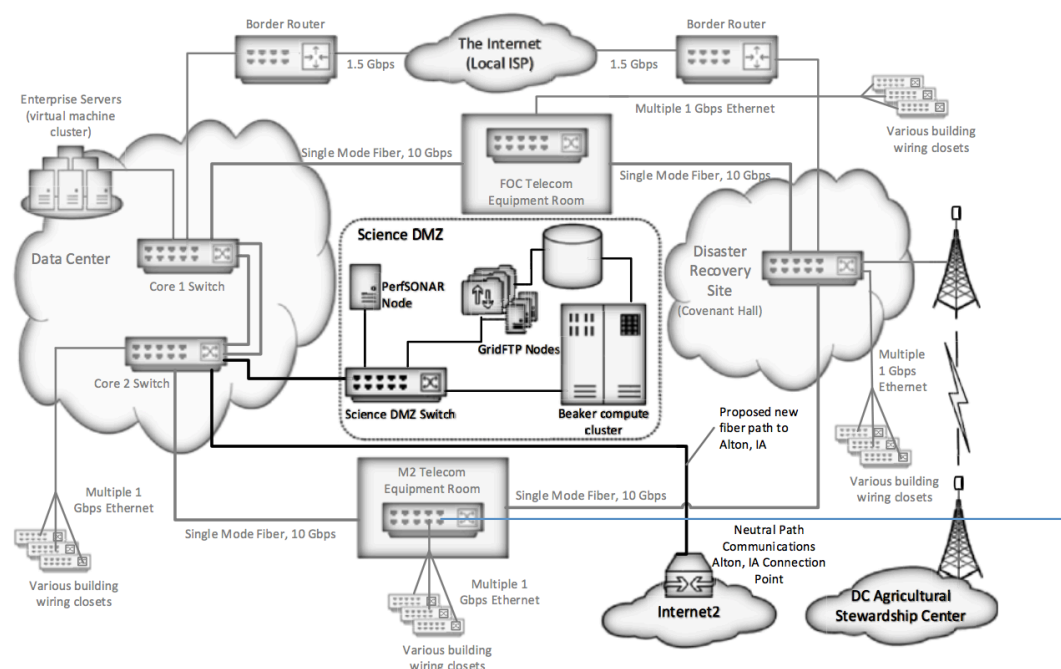 Border Router
Border Router
The Internet
(Local ISP)
1.5 Gbps
1.5 Gbps
Enterprise Servers
(virtual machine
cluster)
Multiple 1 Gbps Ethernet
Various building
wiring closets
Single Mode Fiber, 10 Gbps
Single Mode Fiber, 10 Gbps
FOC Telecom
Equipment Room
Data Center
Core 1 Switch
Science DMZ
PerfSONAR
Node
GridFTP Nodes
Disaster
Recovery
Site
(Covenant Hall)
Core 2 Switch
Science DMZ Switch
Beaker compute
cluster
Multiple
1 Gbps
Ethernet
Proposed new
fiber path to
Alton, IA
Various building
wiring closets
M2 Telecom
Equipment Room
Multiple 1
Gbps Ethernet
Single Mode Fiber, 10 Gbps
Single Mode Fiber, 10 Gbps
Neutral Path
Communications
Alton, IA Connection
Point
Various building
wiring closets
Multiple 1
Gbps Ethernet
Internet2
DC Agricultural
Stewardship Center
Various building
wiring closets